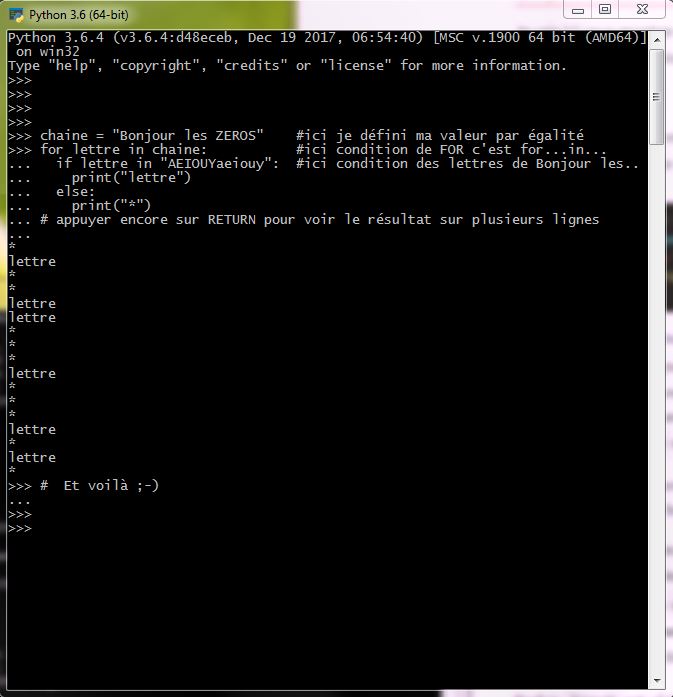 Python 3.6 (64-bit)
Python 3.6.4 (v3.6.4:d48eceb, Dec 19 2017, 06:54:40) [MSC v.1900 64 bit (AMD64)]
 on win32
Type "help", "copyright", "credits" or "license" for more information.
>>>
>>>
>>>
>>>
>>> chaine = "Bonjour les ZEROS"    #ici je défini ma valeur par égalité
>>> for lettre in chaine:           #ici condition de FOR c'est for...in...
...   if lettre in "AEIOUYaeiouy":  #ici condition des lettres de Bonjour les..
...     print("lettre")
...   else:
...     print("*")
... # appuyer encore sur RETURN pour voir le résultat sur plusieurs lignes
...
*
lettre
*
*
lettre
lettre
*
*
*
lettre
*
*
*
lettre
*
lettre
*
>>> #  Et voilà ;-)
...
>>>
>>>